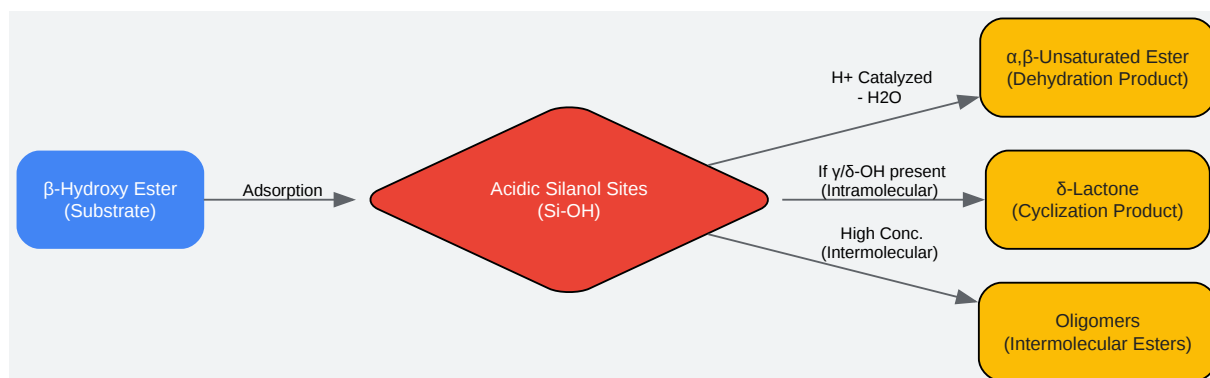 β-Hydroxy Ester
(Substrate)
Adsorption
Acidic Silanol Sites
(Si-OH)
H+ Catalyzed
- H2O
α,β-Unsaturated Ester
(Dehydration Product)
If γ/δ-OH present
(Intramolecular)
δ-Lactone
(Cyclization Product)
High Conc.
(Intermolecular)
Oligomers
(Intermolecular Esters)